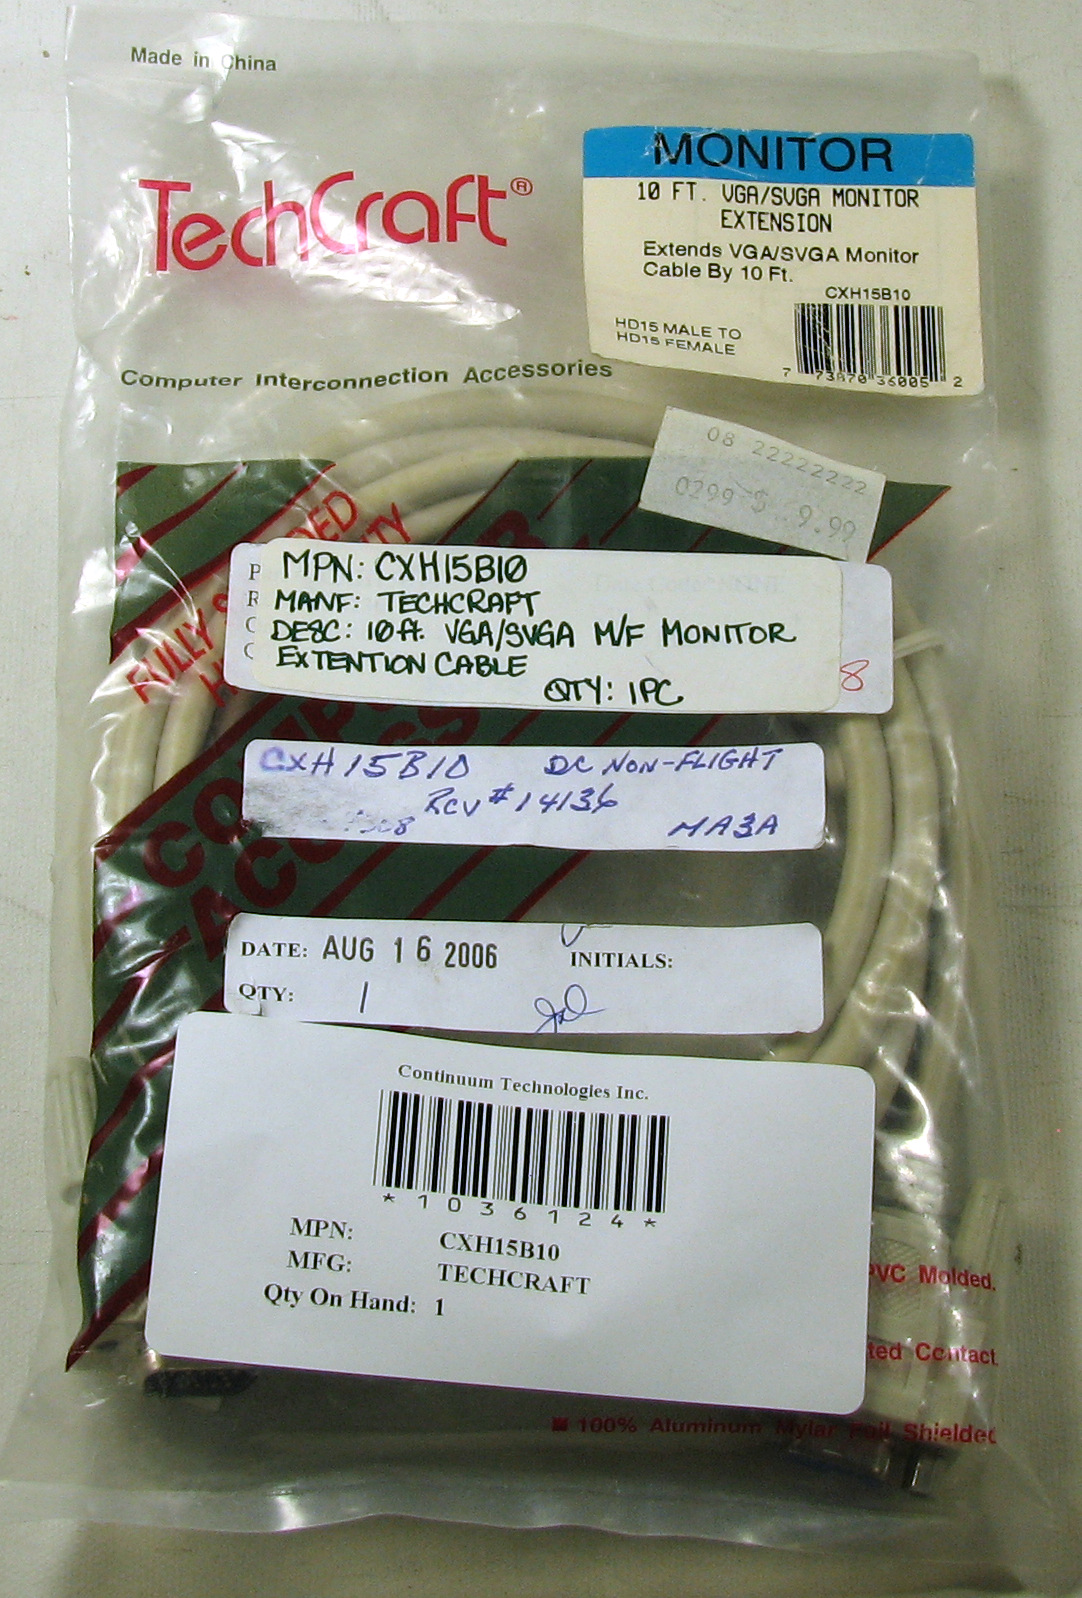 Made in China
TechCraft®
Computer Interconnection Accessories
MONITOR
10 FT. VGA/SVGA MONITOR
EXTENSION
Extends VGA/SVGA Monitor
Cable By 10 Ft.
CXH15B10
HD15 MALE TO
HD15 FEMALE
7 73870 36005 2
08 22222222
0299 $ 9.99
FULLY
MPN: CXH15B10
MANF: TECHCRAFT
DESC: 10ft. VGA/SVGA M/F MONITOR
EXTENTION CABLE
QTY: 1PC
8
CXH15B10 DC NON-FLIGHT
RCV #14136
MA3A
DATE: AUG 16 2006 INITIALS:
QTY: 1
Continuum Technologies Inc.
*1036124*
MPN: CXH15B10
MFG: TECHCRAFT
Qty On Hand: 1
PVC Molded.
Contact
100% Aluminum Mylar Foil Shielded